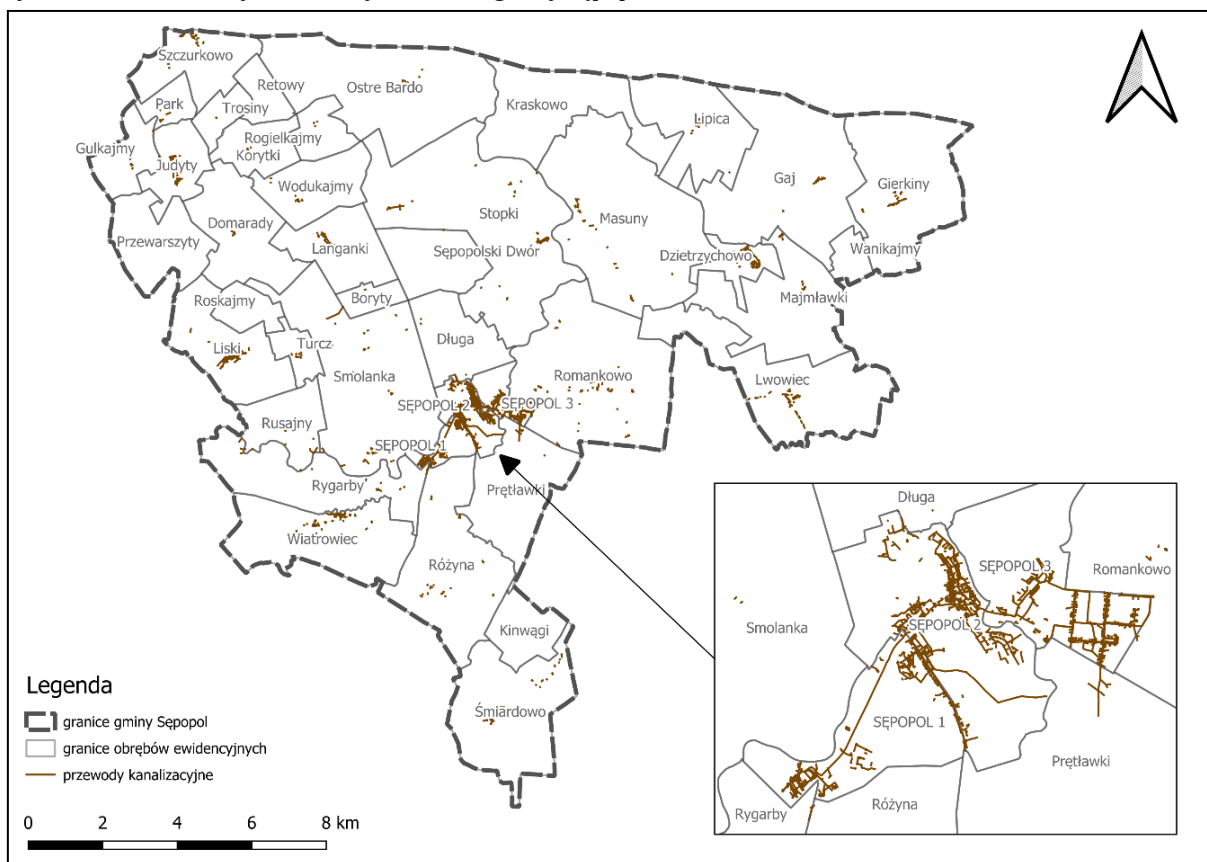 Szczurkowo
Retowy
Ostre Bardo
Park
Trosiny
Kraskowo
Lipica
Rogielkajmy
Gulkajmy
Korytki
Judyty
Wodukajmy
Gaj
Gierkiny
Domarady
Stopki
Masuny
Przewarszyty
Langanki
Sępopolski Dwór
Dzietrzychowo
Wanikajmy
Roskajmy
Boryty
Majmławki
Liski
Turcz
Długa
Smolanka
Romankowo
Lwowiec
SĘPOPOL 2
SĘPOPOL 3
Rusajny
SĘPOPOL 1
Rygarby
Prętławki
Wiatrowiec
Różyna
Kinwągi
Śmiardowo
Długa
SĘPOPOL 3
Romankowo
Smolanka
SĘPOPOL 2
SĘPOPOL 1
Prętławki
Rygarby
Różyna
Legenda
granice gminy Sępopol
granice obrębów ewidencyjnych
przewody kanalizacyjne
0 2 4 6 8 km